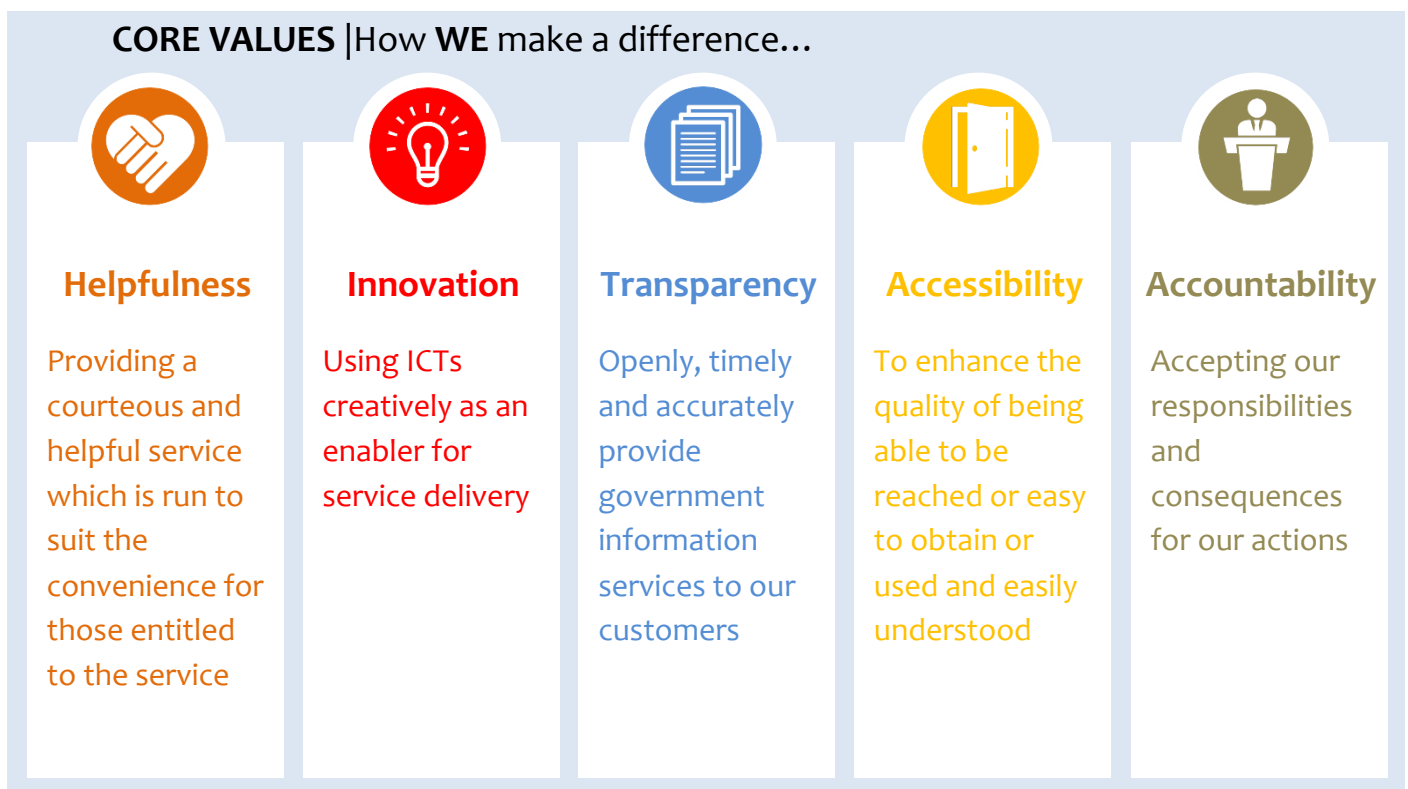 CORE VALUES |How WE make a difference...
Helpfulness
Providing a
courteous and
helpful service
which is run to
suit the
convenience for
those entitled
to the service
Innovation
Using ICTs
creatively as an
enabler for
service delivery
Transparency
Openly, timely
and accurately
provide
government
information
services to our
customers
Accessibility
To enhance the
quality of being
able to be
reached or easy
to obtain or
used and easily
understood
Accountability
Accepting our
responsibilities
and
consequences
for our actions